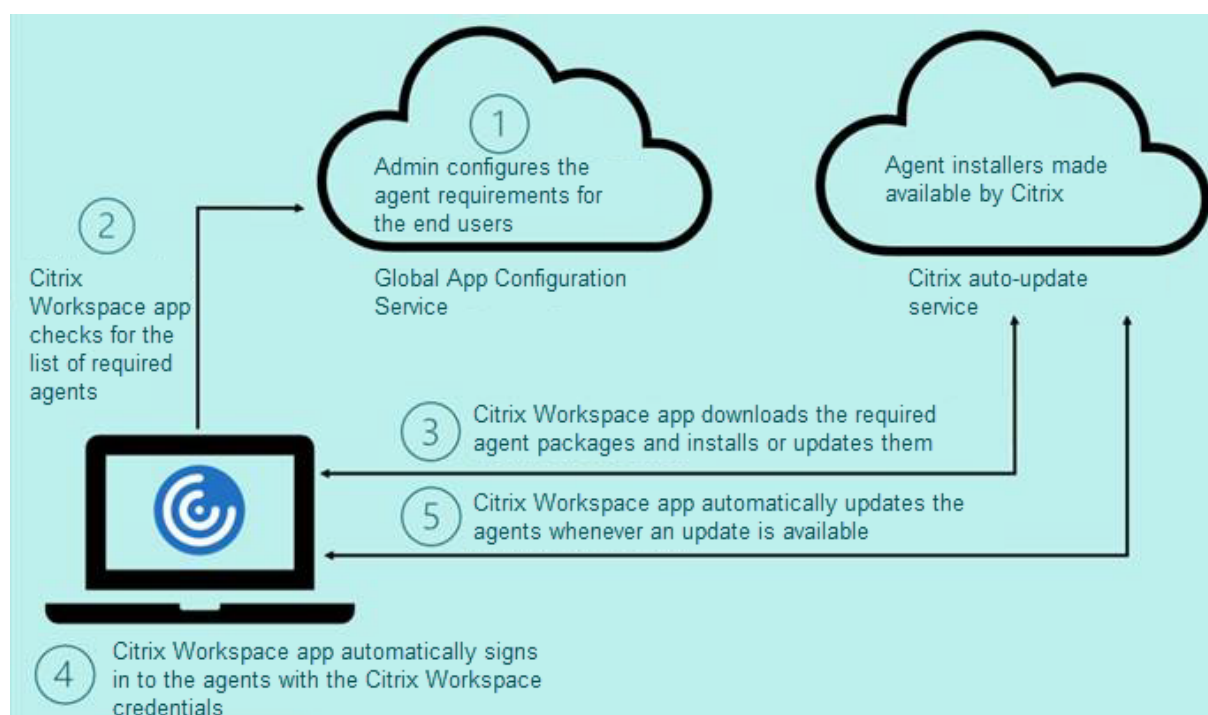 1
Admin configures the
agent requirements for
the end users
Global App Configuration
Service
Agent installers made
available by Citrix
Citrix auto-update
service
2
Citrix
Workspace app
checks for the
list of required
agents
3
Citrix Workspace app downloads the required
agent packages and installs or updates them
5
Citrix Workspace app automatically updates the
agents whenever an update is available
4
Citrix Workspace app automatically signs
in to the agents with the Citrix Workspace
credentials